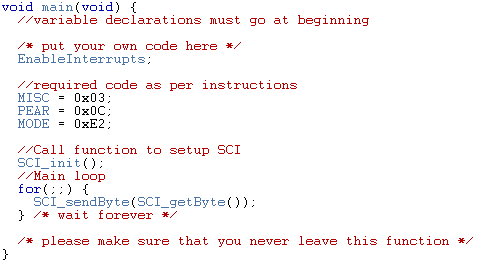 void main(void) {
  //variable declarations must go at beginning

  /* put your own code here */
  EnableInterrupts;

  //required code as per instructions
  MISC = 0x03;
  PEAR = 0x0C;
  MODE = 0xE2;

  //Call function to setup SCI
  SCI_init();
  //Main loop
  for(;;) {
    SCI_sendByte(SCI_getByte());
  } /* wait forever */

  /* please make sure that you never leave this function */
}